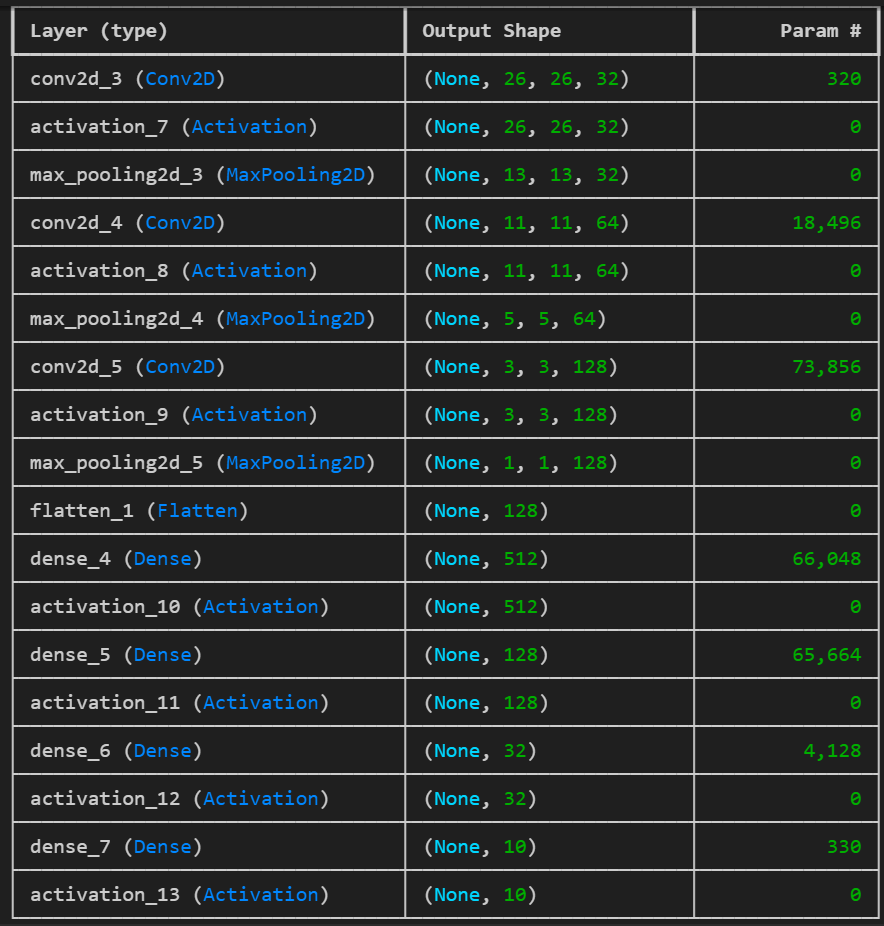 Layer (type) Output Shape Param #
conv2d_3 (Conv2D) (None, 26, 26, 32) 320
activation_7 (Activation) (None, 26, 26, 32) 0
max_pooling2d_3 (MaxPooling2D) (None, 13, 13, 32) 0
conv2d_4 (Conv2D) (None, 11, 11, 64) 18,496
activation_8 (Activation) (None, 11, 11, 64) 0
max_pooling2d_4 (MaxPooling2D) (None, 5, 5, 64) 0
conv2d_5 (Conv2D) (None, 3, 3, 128) 73,856
activation_9 (Activation) (None, 3, 3, 128) 0
max_pooling2d_5 (MaxPooling2D) (None, 1, 1, 128) 0
flatten_1 (Flatten) (None, 128) 0
dense_4 (Dense) (None, 512) 66,048
activation_10 (Activation) (None, 512) 0
dense_5 (Dense) (None, 128) 65,664
activation_11 (Activation) (None, 128) 0
dense_6 (Dense) (None, 32) 4,128
activation_12 (Activation) (None, 32) 0
dense_7 (Dense) (None, 10) 330
activation_13 (Activation) (None, 10) 0